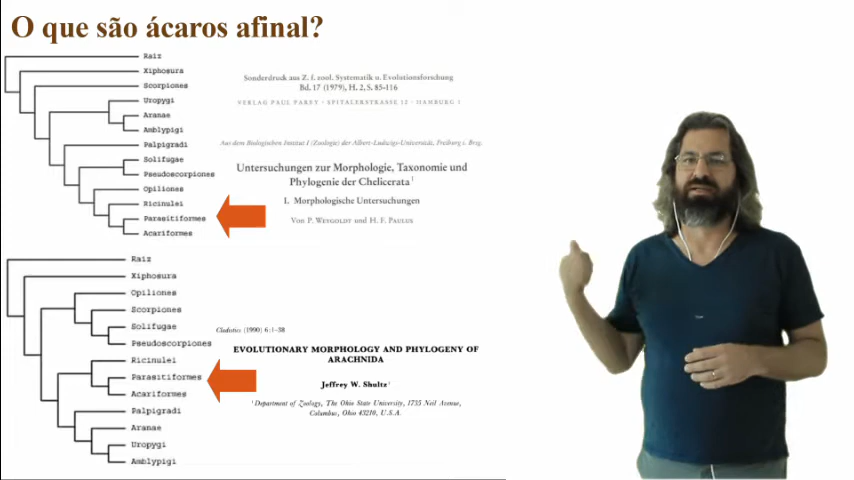 O que são ácaros afinal?
Raiz
Xiphosura
Scorpiones
Uropygi
Aranae
Amblypigi
Palpigradi
Solifugae
Pseudoscorpiones
Opiliones
Ricinulei
Parasitiformes
Acariformes
Sonderdruck aus Z. f. zool. Systematik u. Evolutionsforschung
Bd. 17 (1979), H. 2, S. 85-116
VERLAG PAUL PAREY · SPITALERSTRASSE 12 · HAMBURG 1
Aus dem Biologischen Institut I (Zoologie) der Albert-Ludwigs-Universität, Freiburg i. Brsg.
Untersuchungen zur Morphologie, Taxonomie und
Phylogenie der Chelicerata¹
I. Morphologische Untersuchungen
Von P. WEYGOLDT und H. F. PAULUS
Raiz
Xiphosura
Opiliones
Scorpiones
Solifugae
Pseudoscorpiones
Ricinulei
Parasitiformes
Acariformes
Palpigradi
Aranae
Uropygi
Amblypigi
Cladistics (1990) 6:1-38
EVOLUTIONARY MORPHOLOGY AND PHYLOGENY OF
ARACHNIDA
Jeffrey W. Shultz¹
¹Department of Zoology, The Ohio State University, 1735 Neil Avenue,
Columbus, Ohio 43210, U.S.A.